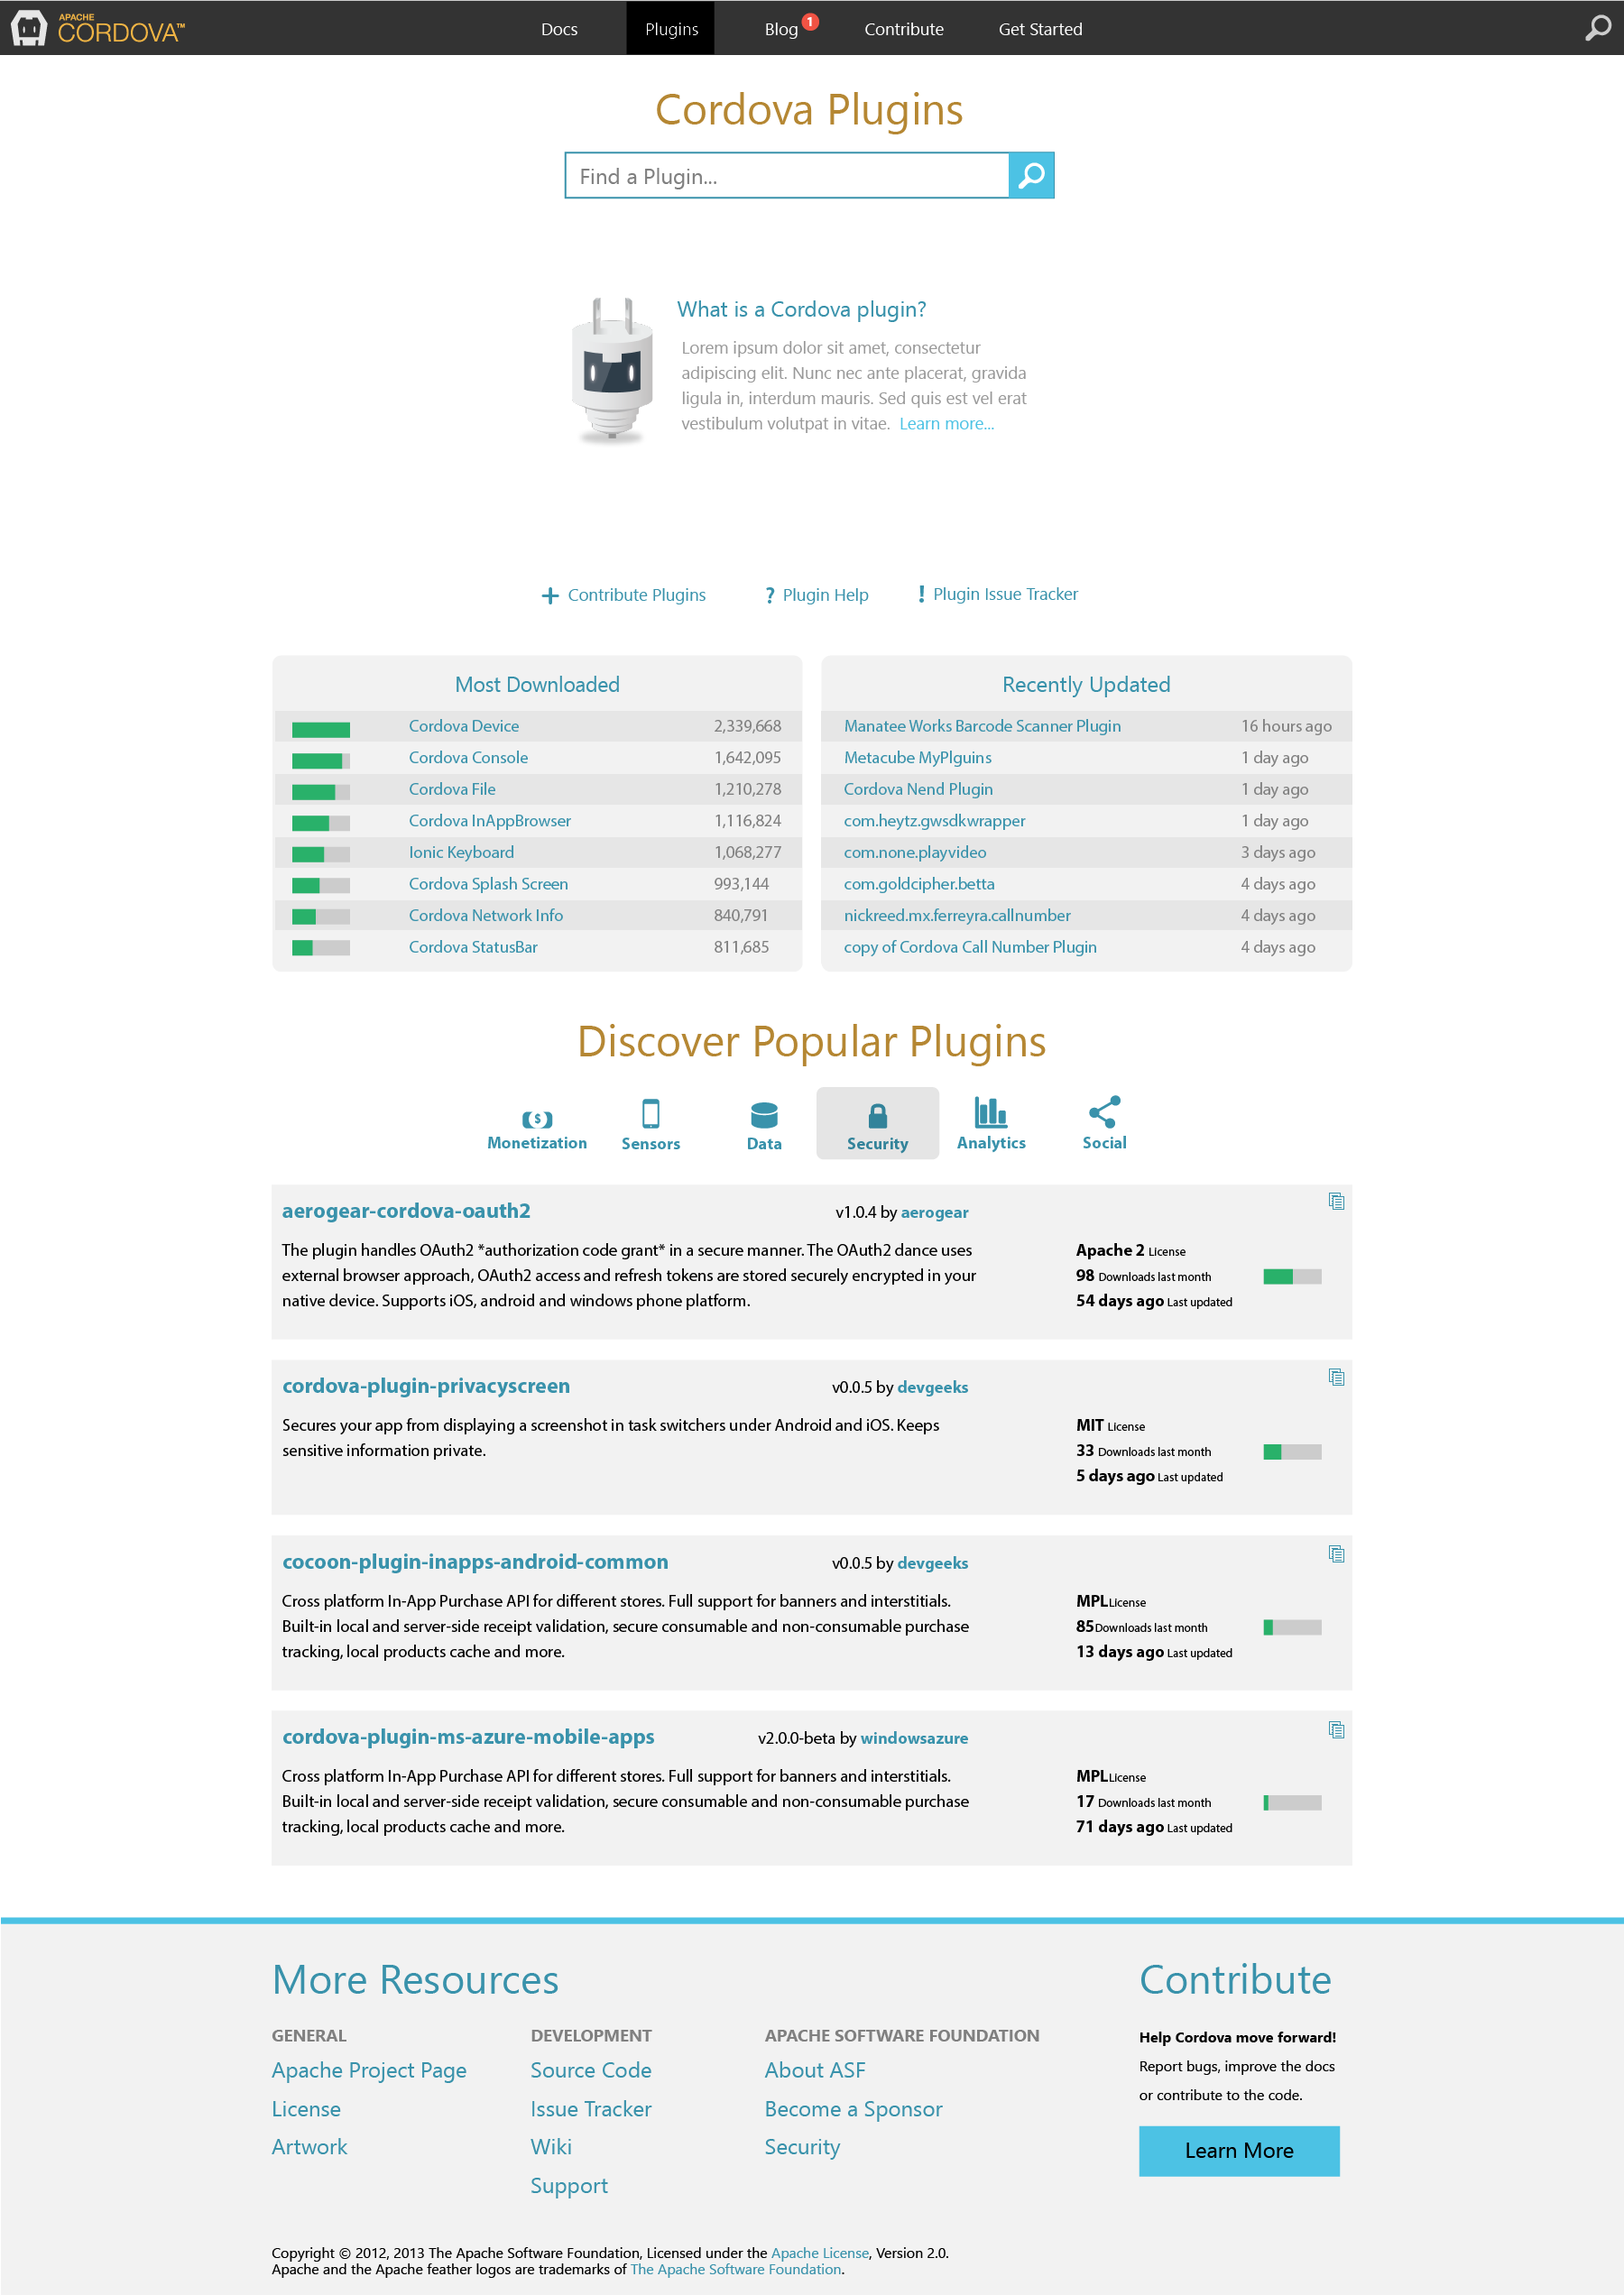 APACHE
CORDOVA™
Docs Plugins Blog 1 Contribute Get Started
Cordova Plugins
Find a Plugin...
What is a Cordova plugin?
Lorem ipsum dolor sit amet, consectetur
adipiscing elit. Nunc nec ante placerat, gravida
ligula in, interdum mauris. Sed quis est vel erat
vestibulum volutpat in vitae. Learn more...
+ Contribute Plugins ? Plugin Help ! Plugin Issue Tracker
Most Downloaded
Cordova Device 2,339,668
Cordova Console 1,642,095
Cordova File 1,210,278
Cordova InAppBrowser 1,116,824
Ionic Keyboard 1,068,277
Cordova Splash Screen 993,144
Cordova Network Info 840,791
Cordova StatusBar 811,685
Recently Updated
Manatee Works Barcode Scanner Plugin 16 hours ago
Metacube MyPlguins 1 day ago
Cordova Nend Plugin 1 day ago
com.heytz.gwsdkwrapper 1 day ago
com.none.playvideo 3 days ago
com.goldcipher.betta 4 days ago
nickreed.mx.ferreyra.callnumber 4 days ago
copy of Cordova Call Number Plugin 4 days ago
Discover Popular Plugins
$
Monetization Sensors Data Security Analytics Social
aerogear-cordova-oauth2 v1.0.4 by aerogear
The plugin handles OAuth2 *authorization code grant* in a secure manner. The OAuth2 dance uses
external browser approach, OAuth2 access and refresh tokens are stored securely encrypted in your
native device. Supports iOS, android and windows phone platform.
Apache 2 License
98 Downloads last month
54 days ago Last updated
cordova-plugin-privacyscreen v0.0.5 by devgeeks
Secures your app from displaying a screenshot in task switchers under Android and iOS. Keeps
sensitive information private.
MIT License
33 Downloads last month
5 days ago Last updated
cocoon-plugin-inapps-android-common v0.0.5 by devgeeks
Cross platform In-App Purchase API for different stores. Full support for banners and interstitials.
Built-in local and server-side receipt validation, secure consumable and non-consumable purchase
tracking, local products cache and more.
MPLLicense
85Downloads last month
13 days ago Last updated
cordova-plugin-ms-azure-mobile-apps v2.0.0-beta by windowsazure
Cross platform In-App Purchase API for different stores. Full support for banners and interstitials.
Built-in local and server-side receipt validation, secure consumable and non-consumable purchase
tracking, local products cache and more.
MPLLicense
17 Downloads last month
71 days ago Last updated
More Resources
GENERAL
Apache Project Page
License
Artwork
DEVELOPMENT
Source Code
Issue Tracker
Wiki
Support
APACHE SOFTWARE FOUNDATION
About ASF
Become a Sponsor
Security
Contribute
Help Cordova move forward!
Report bugs, improve the docs
or contribute to the code.
Learn More
Copyright © 2012, 2013 The Apache Software Foundation, Licensed under the Apache License, Version 2.0.
Apache and the Apache feather logos are trademarks of The Apache Software Foundation.